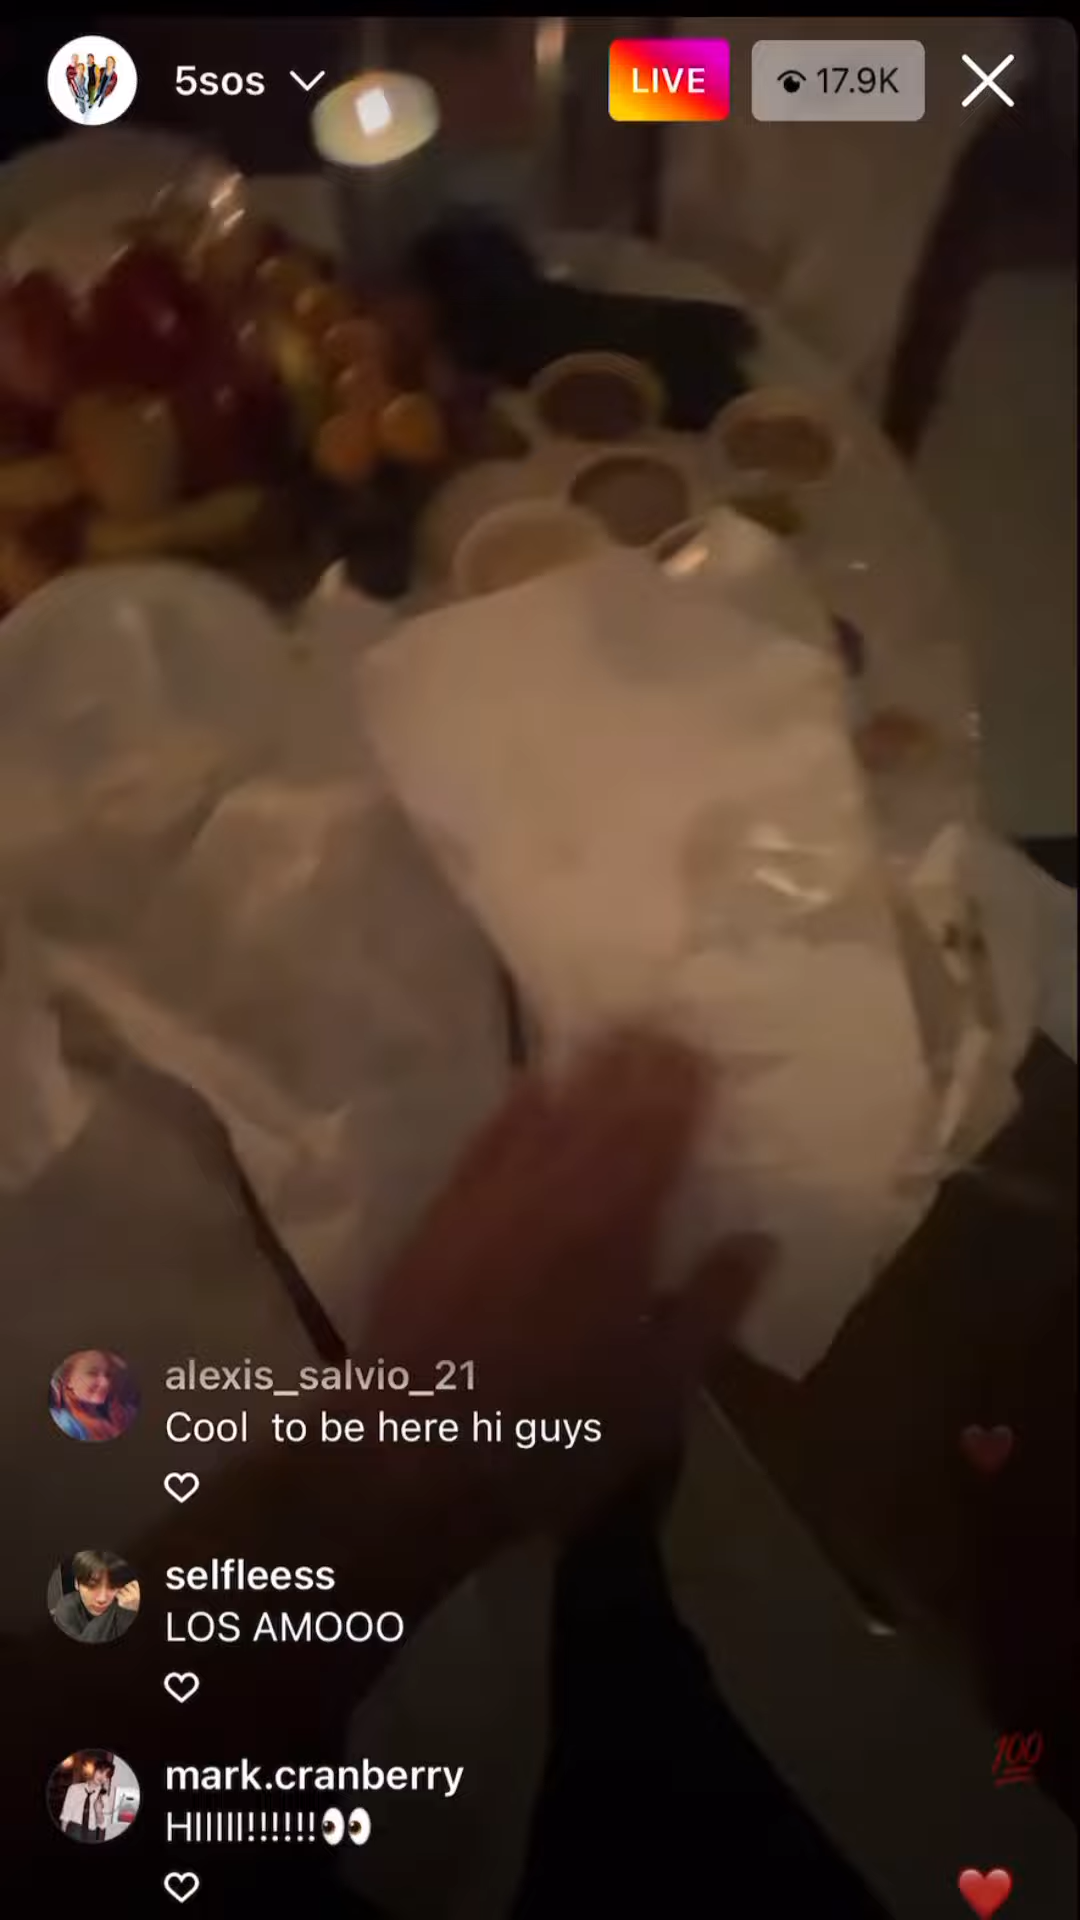 5sos
LIVE
17.9K
alexis_salvio_21
Cool  to be here hi guys
selfleess
LOS AMOOO
mark.cranberry
HIIIII!!!!!!👀
💯